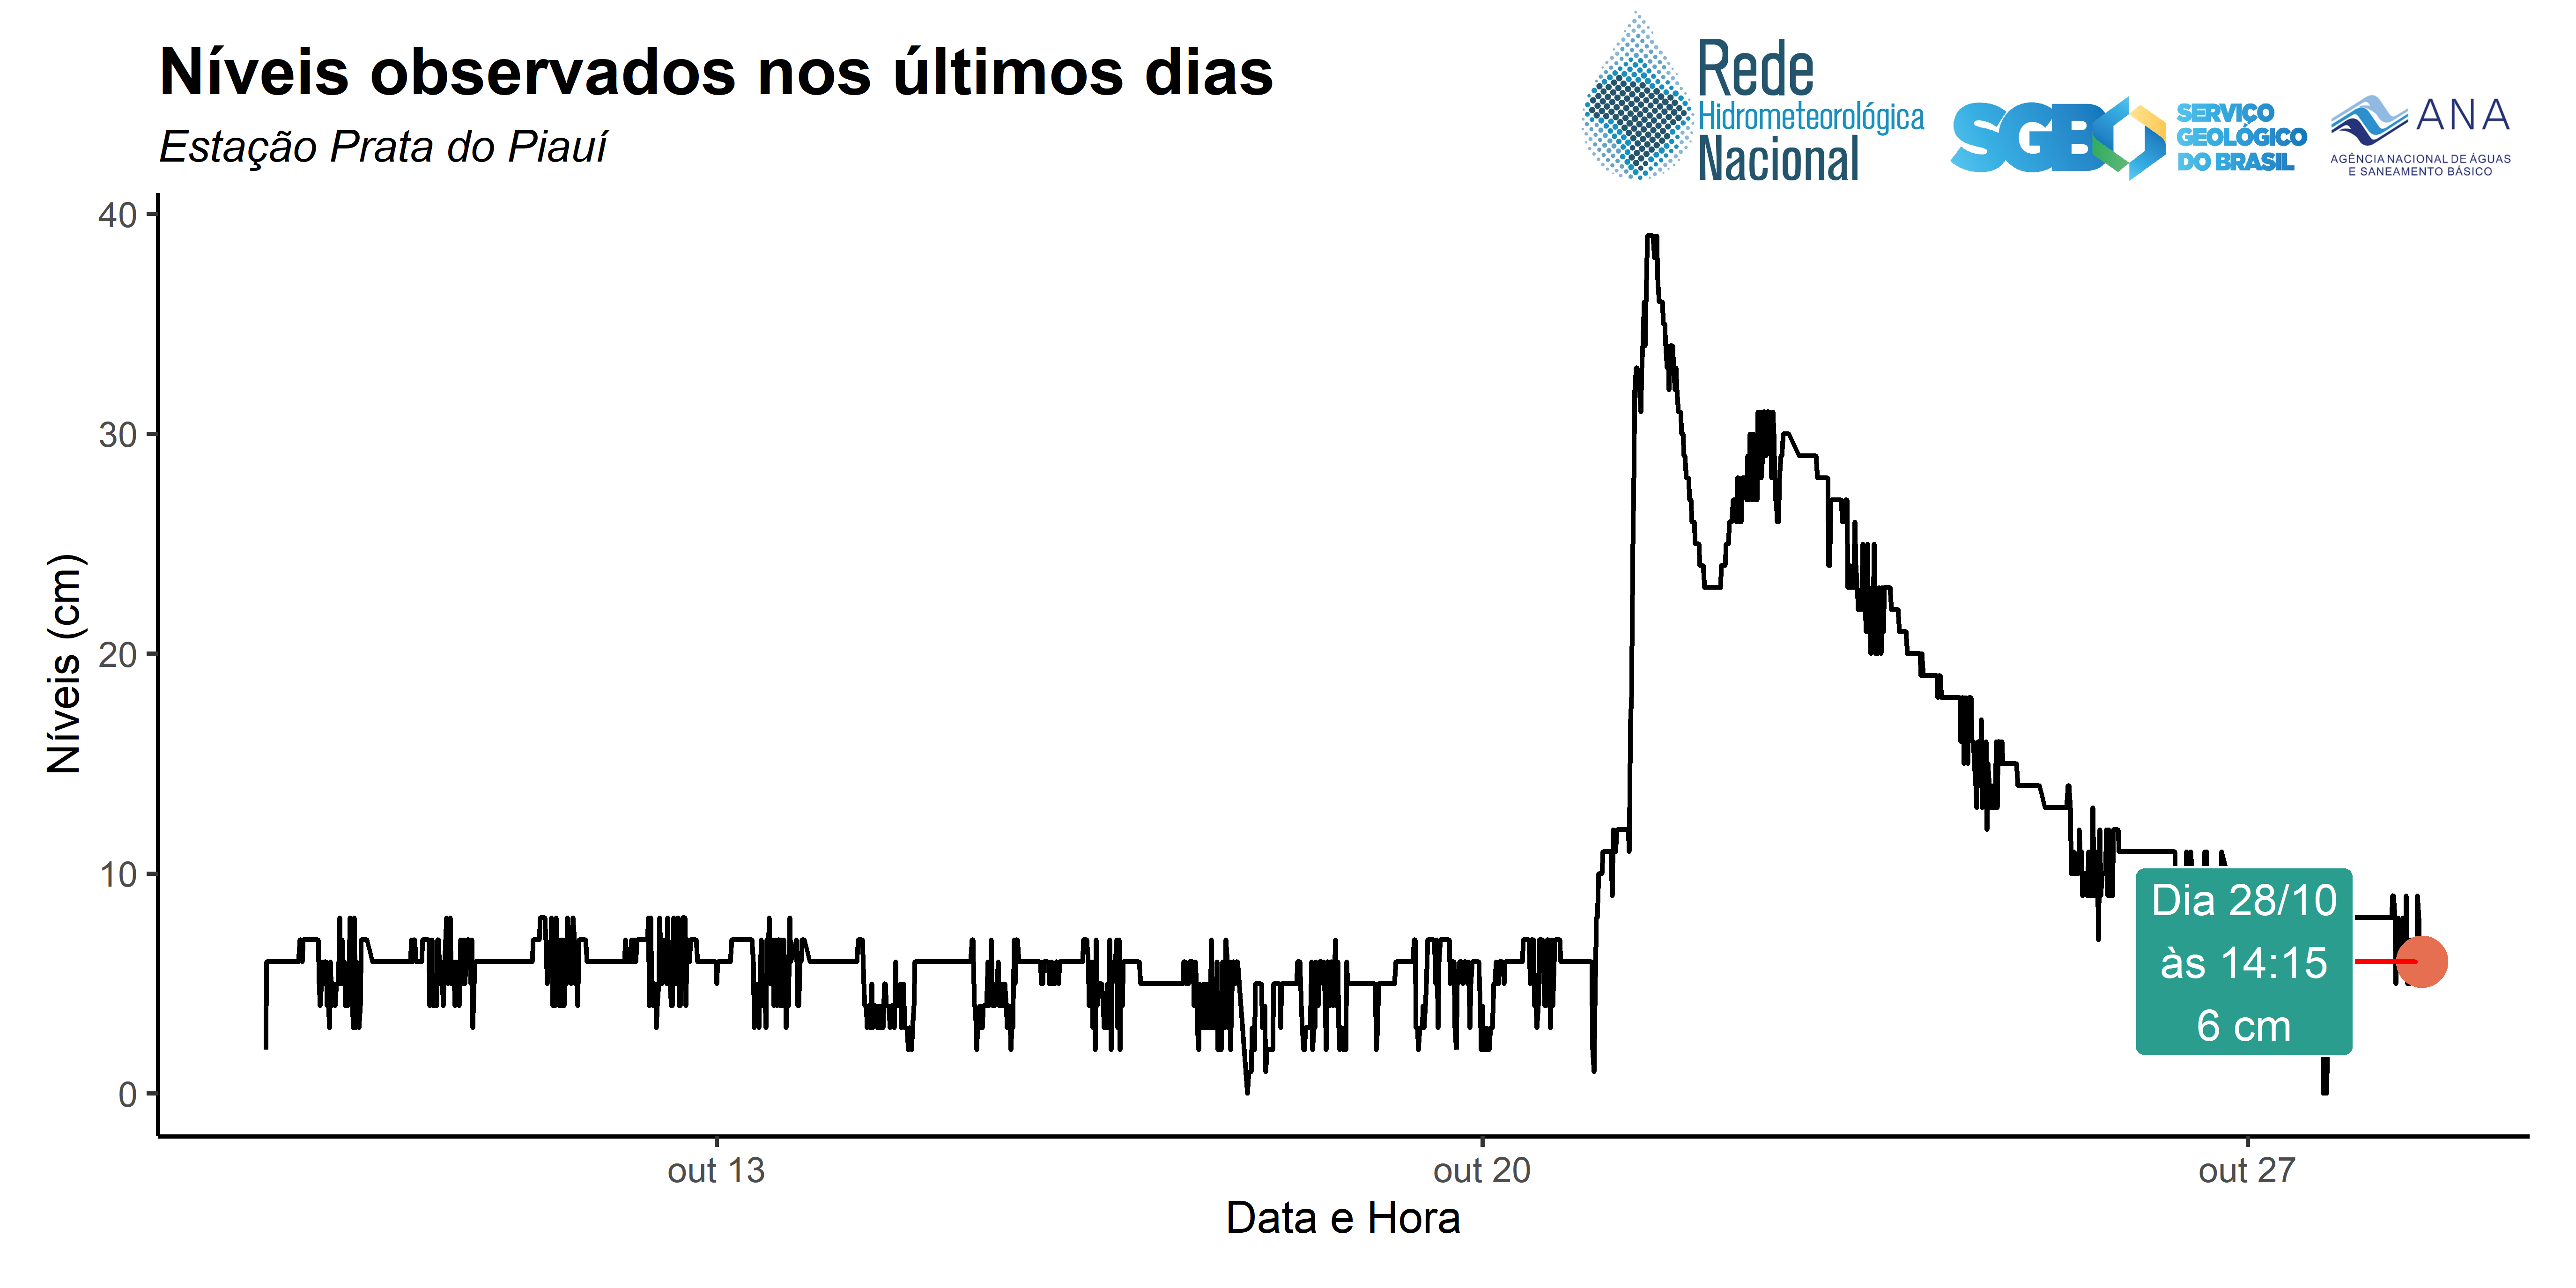 Níveis observados nos últimos dias
Estação Prata do Piauí
Rede
Hidrometeorológica
Nacional
SGB
SERVIÇO
GEOLÓGICO
DO BRASIL
ANA
AGÊNCIA NACIONAL DE ÁGUAS
E SANEAMENTO BÁSICO
Níveis (cm)
40
30
20
10
0
Dia 28/10
às 14:15
6 cm
out 13
out 20
out 27
Data e Hora